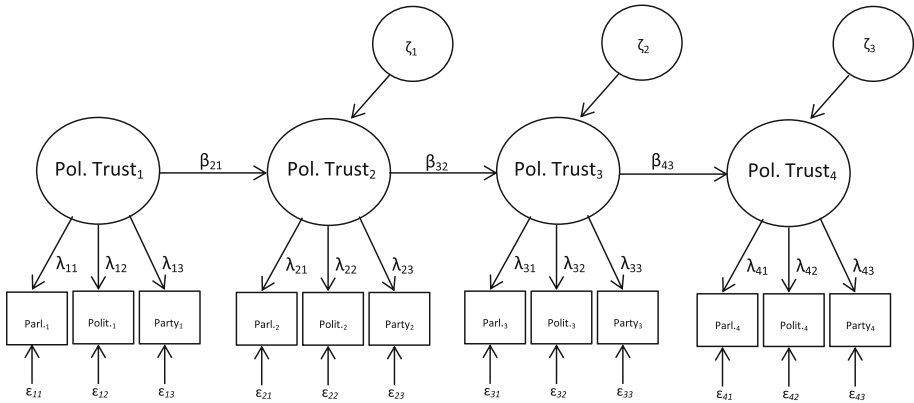 ζ₁ ζ₂ ζ₃
Pol. Trust₁ β₂₁ Pol. Trust₂ β₃₂ Pol. Trust₃ β₄₃ Pol. Trust₄
λ₁₁ λ₁₂ λ₁₃ λ₂₁ λ₂₂ λ₂₃ λ₃₁ λ₃₂ λ₃₃ λ₄₁ λ₄₂ λ₄₃
Parl.₁ Polit.₁ Party₁ Parl.₂ Polit.₂ Party₂ Parl.₃ Polit.₃ Party₃ Parl.₄ Polit.₄ Party₄
ε₁₁ ε₁₂ ε₁₃ ε₂₁ ε₂₂ ε₂₃ ε₃₁ ε₃₂ ε₃₃ ε₄₁ ε₄₂ ε₄₃